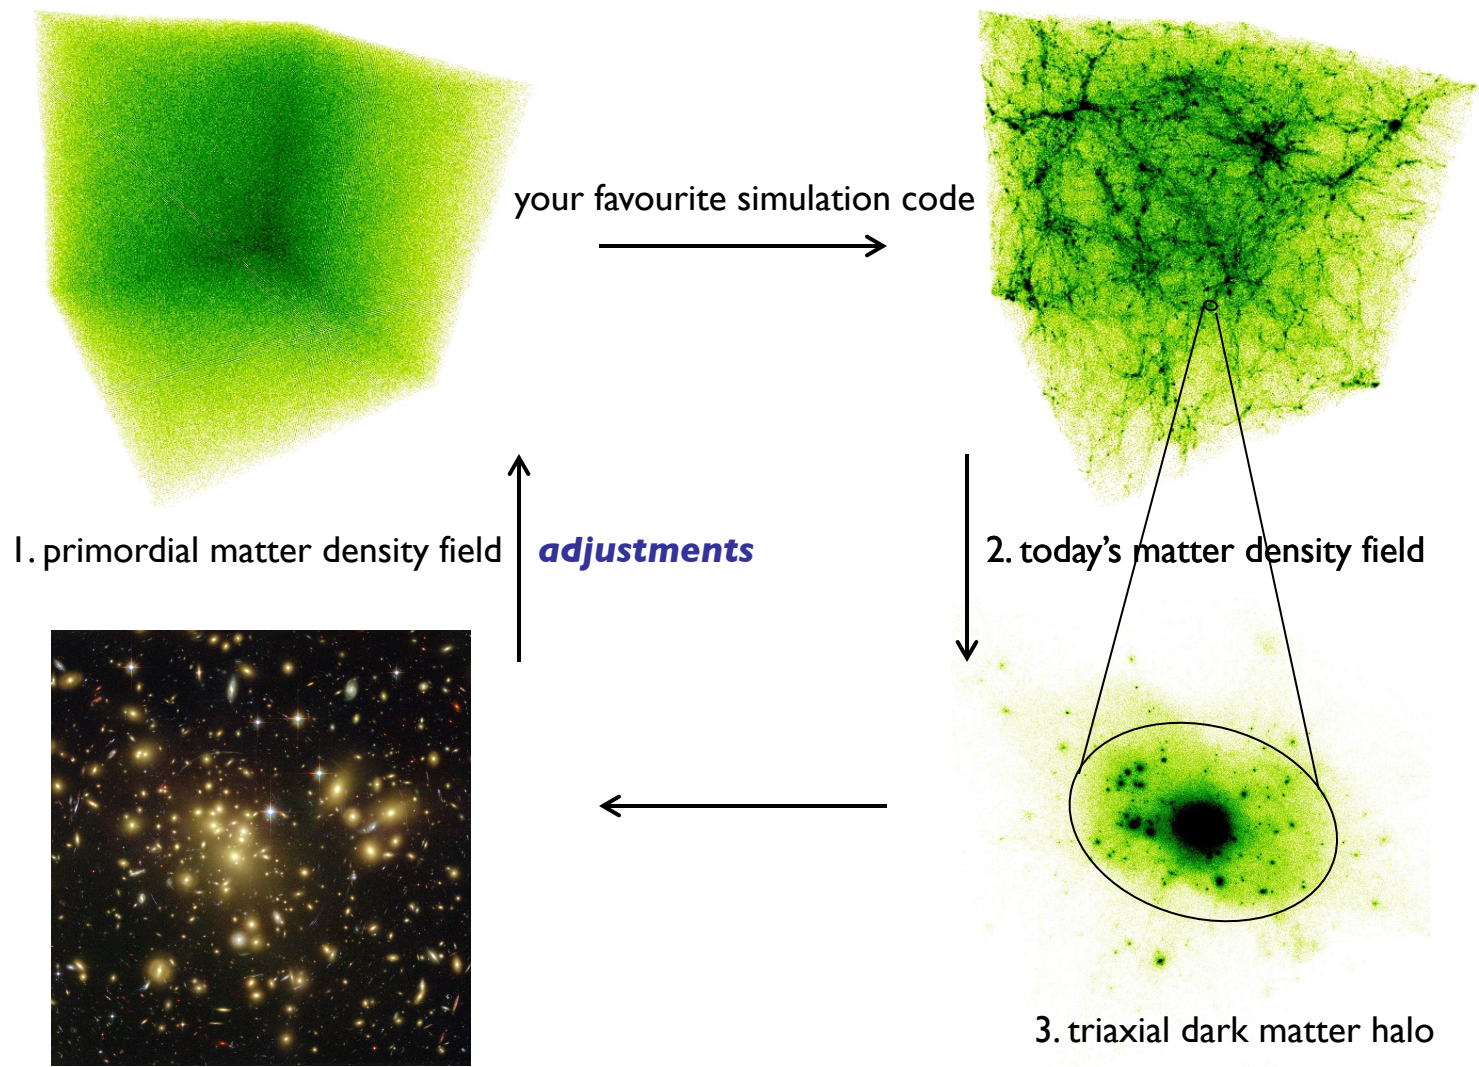 your favourite simulation code
1. primordial matter density field
adjustments
2. today’s matter density field
3. triaxial dark matter halo